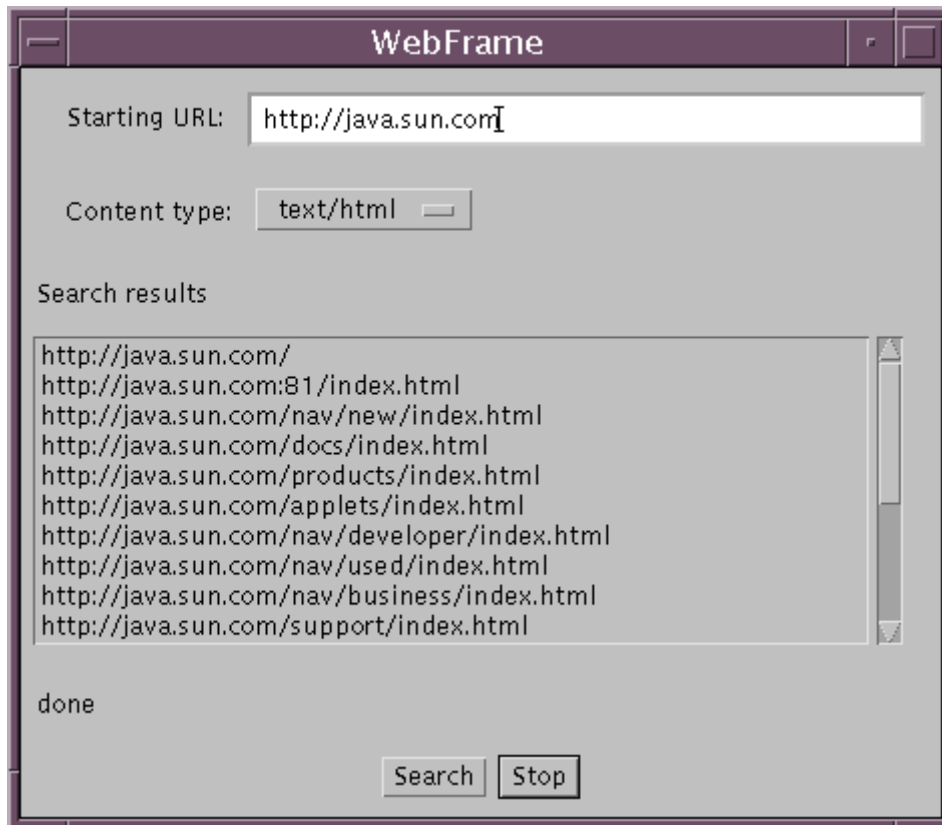 WebFrame
Starting URL: http://java.sun.com
Content type: text/html
Search results
http://java.sun.com/
http://java.sun.com:81/index.html
http://java.sun.com/nav/new/index.html
http://java.sun.com/docs/index.html
http://java.sun.com/products/index.html
http://java.sun.com/applets/index.html
http://java.sun.com/nav/developer/index.html
http://java.sun.com/nav/used/index.html
http://java.sun.com/nav/business/index.html
http://java.sun.com/support/index.html
done
Search Stop